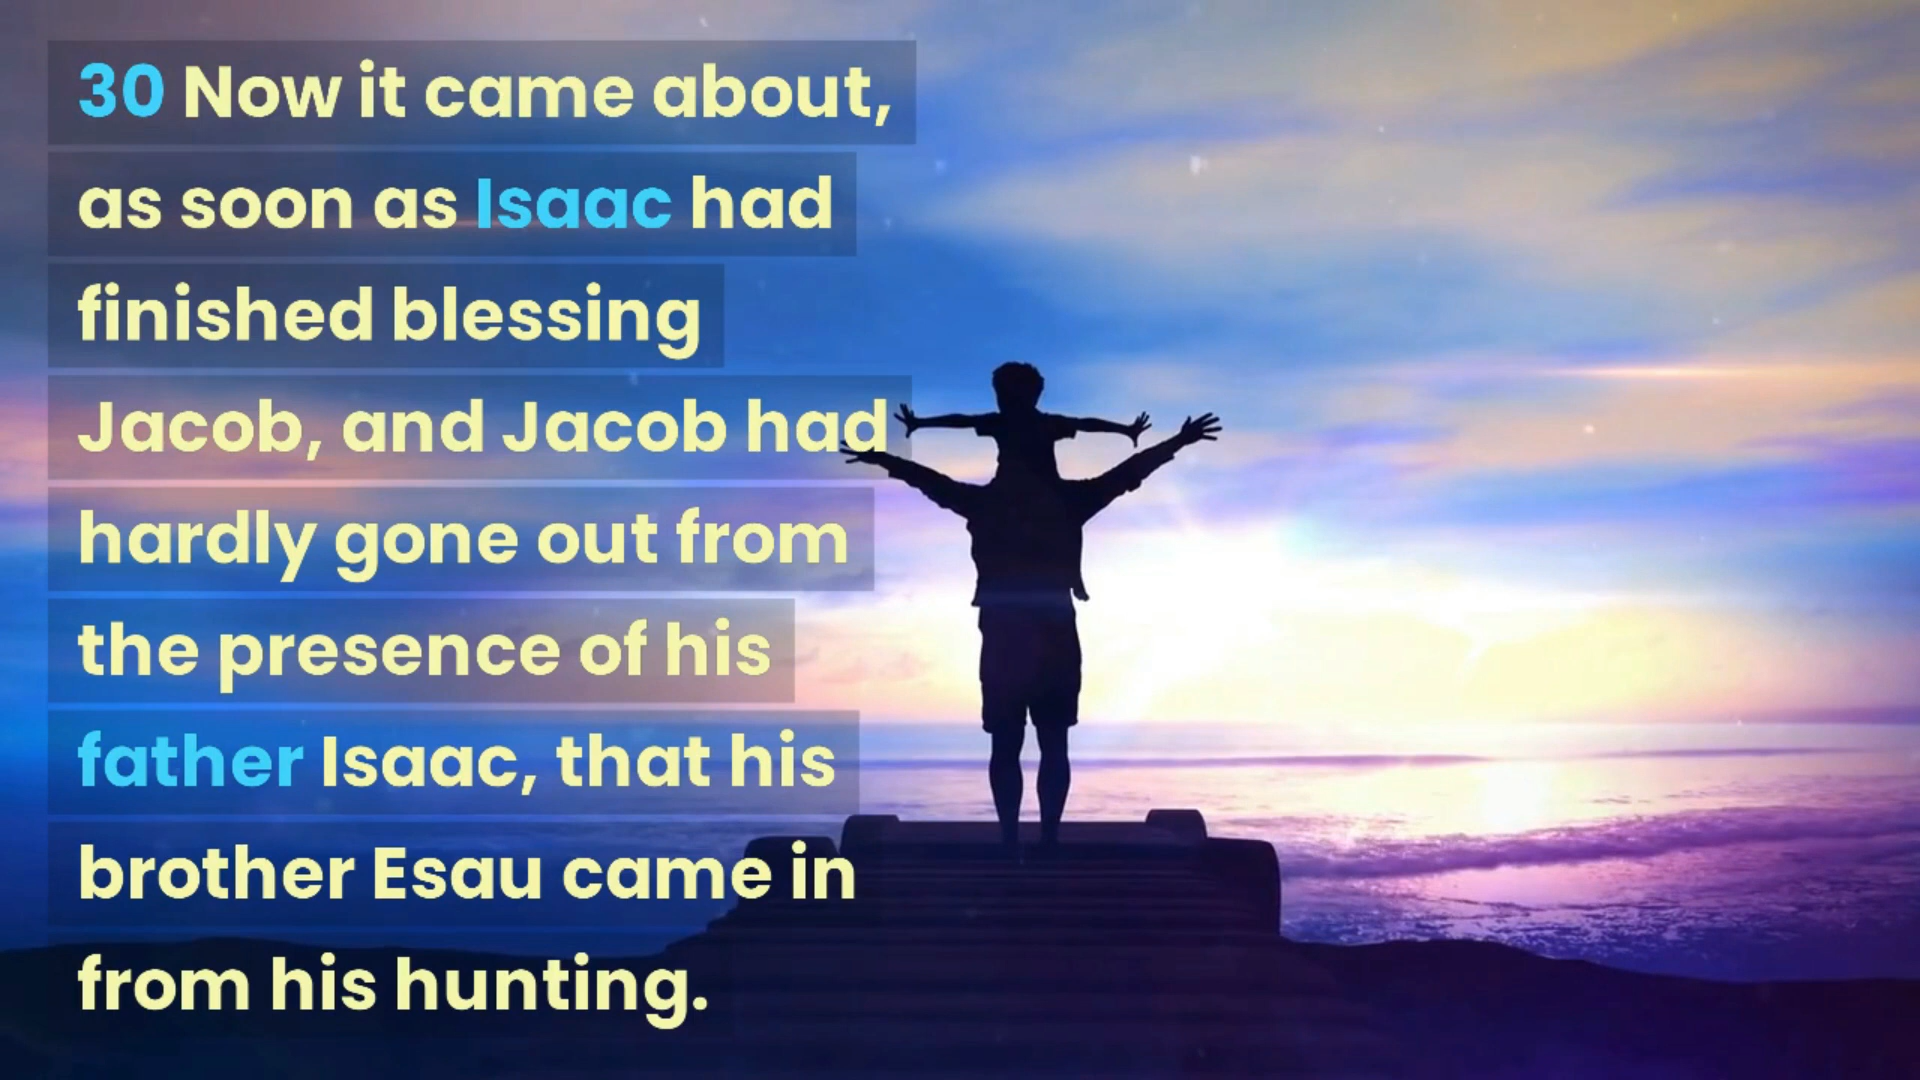 30 Now it came about,
as soon as Isaac had
finished blessing
Jacob, and Jacob had
hardly gone out from
the presence of his
father Isaac, that his
brother Esau came in
from his hunting.